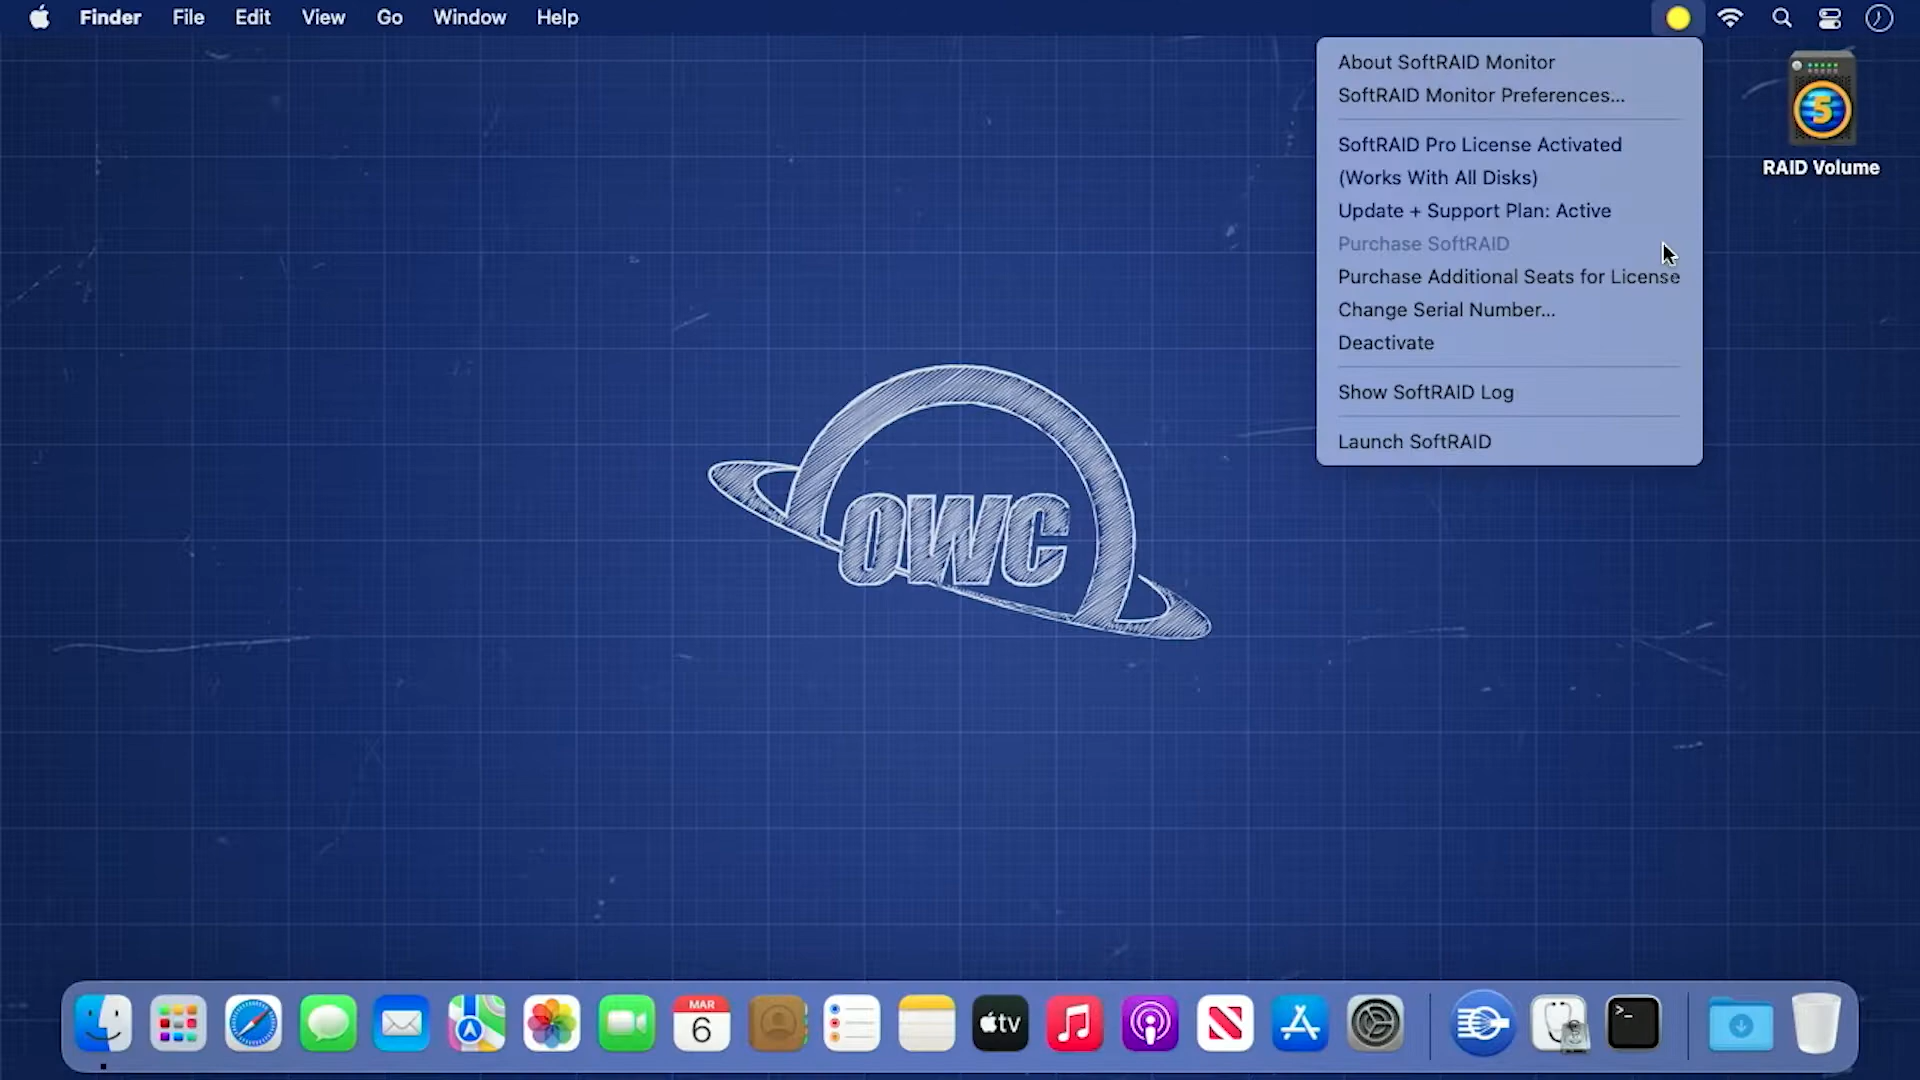 Finder File Edit View Go Window Help
About SoftRAID Monitor
SoftRAID Monitor Preferences...
SoftRAID Pro License Activated
(Works With All Disks)
Update + Support Plan: Active
Purchase SoftRAID
Purchase Additional Seats for License
Change Serial Number...
Deactivate
Show SoftRAID Log
Launch SoftRAID
5
RAID Volume
OWC
MAR
6
tv
>_